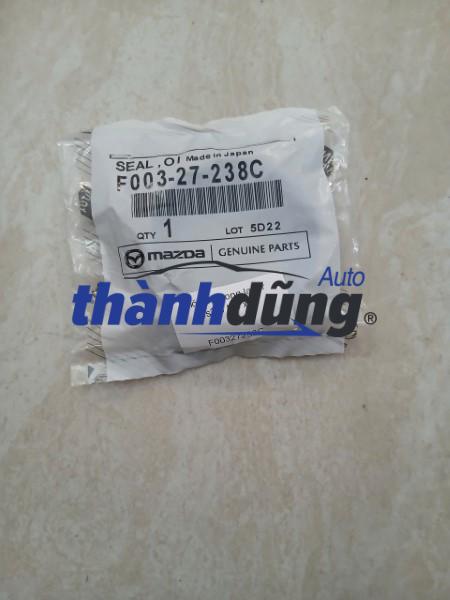 SEAL ,OI Made in Japan
F003-27-238C
QTY 1 LOT 5D22
mazda GENUINE PARTS
Auto
thànhdũng®